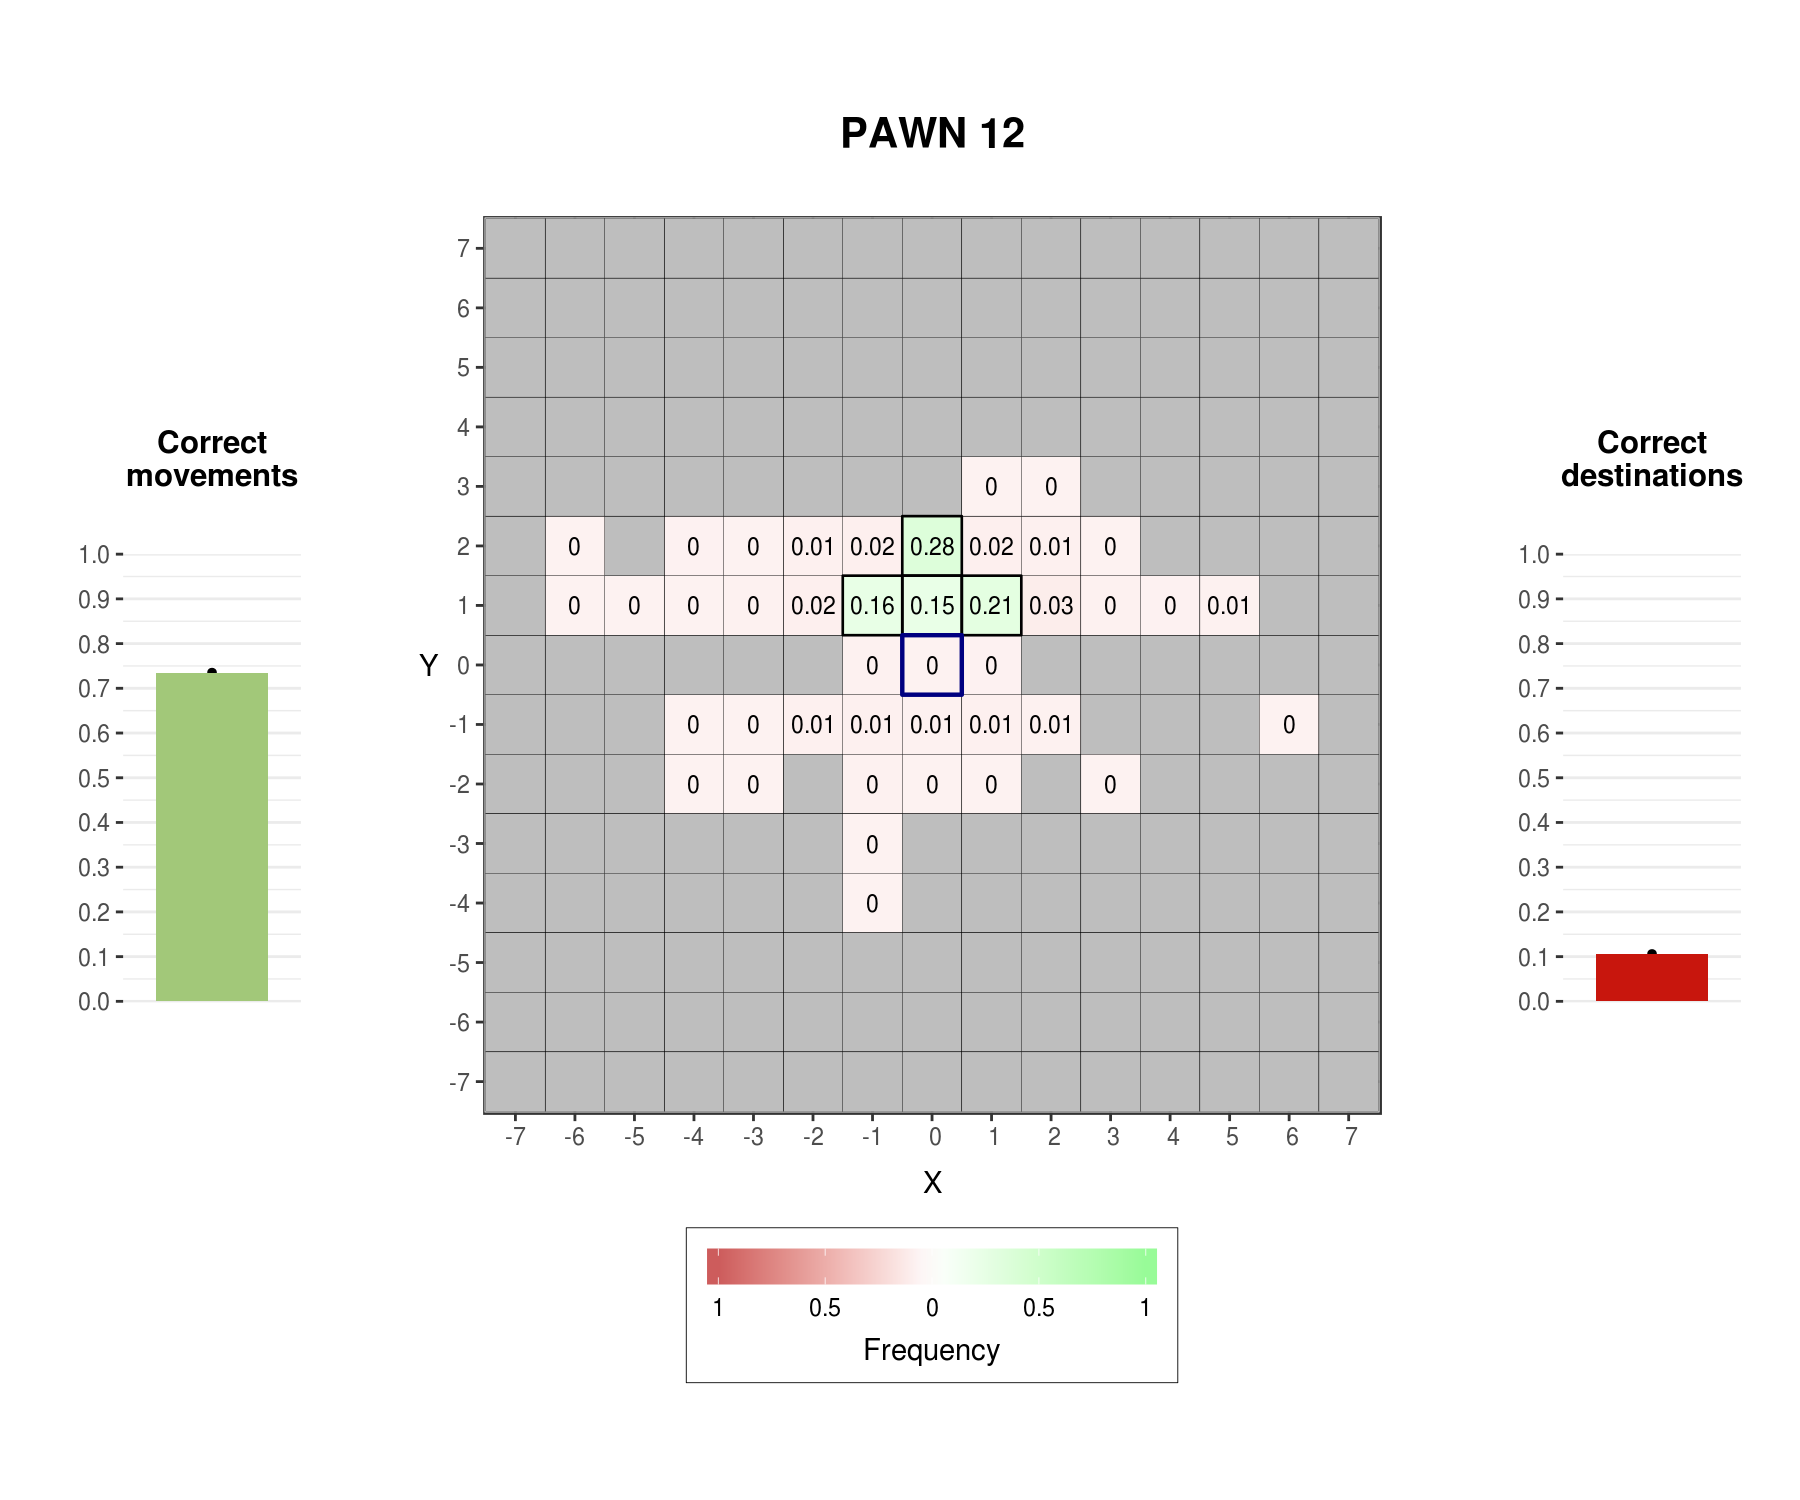 PAWN 12
Correct
movements
1.0
0.9
0.8
0.7
0.6
0.5
0.4
0.3
0.2
0.1
0.0
Y
7
6
5
4
3 0 0
2 0 0 0 0.01 0.02 0.28 0.02 0.01 0
1 0 0 0 0 0.02 0.16 0.15 0.21 0.03 0 0 0.01
0 0 0 0
-1 0 0 0.01 0.01 0.01 0.01 0.01 0
-2 0 0 0 0 0 0
-3 0
-4 0
-5
-6
-7
-7 -6 -5 -4 -3 -2 -1 0 1 2 3 4 5 6 7
X
1 0.5 0 0.5 1
Frequency
Correct
destinations
1.0
0.9
0.8
0.7
0.6
0.5
0.4
0.3
0.2
0.1
0.0